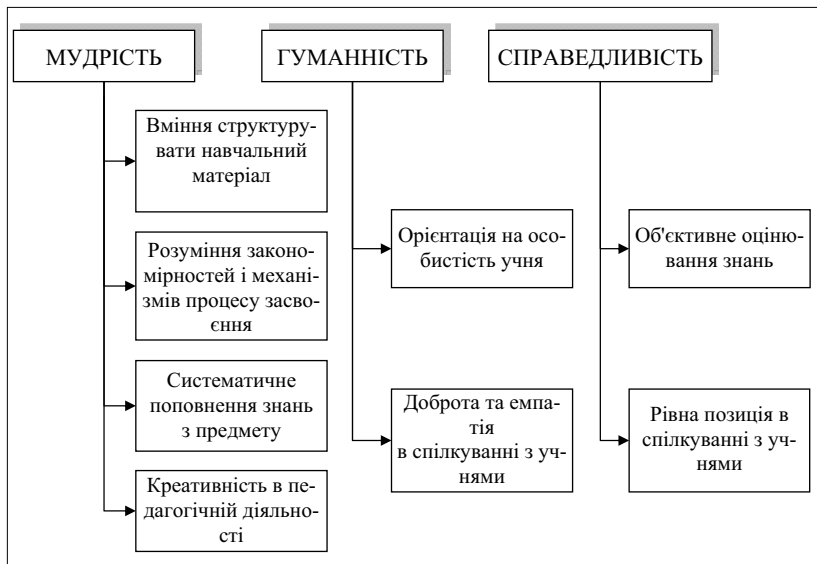 МУДРІСТЬ
Вміння структуру-
вати навчальний
матеріал
Розуміння законо-
мірностей і механі-
змів процесу засво-
єння
Систематичне
поповнення знань
з предмету
Креативність в пе-
дагогічній діяльно-
сті
ГУМАННІСТЬ
Орієнтація на осо-
бистість учня
Доброта та емпа-
тія
в спілкуванні з уч-
нями
СПРАВЕДЛИВІСТЬ
Об'єктивне оціню-
вання знань
Рівна позиція в
спілкуванні з уч-
нями